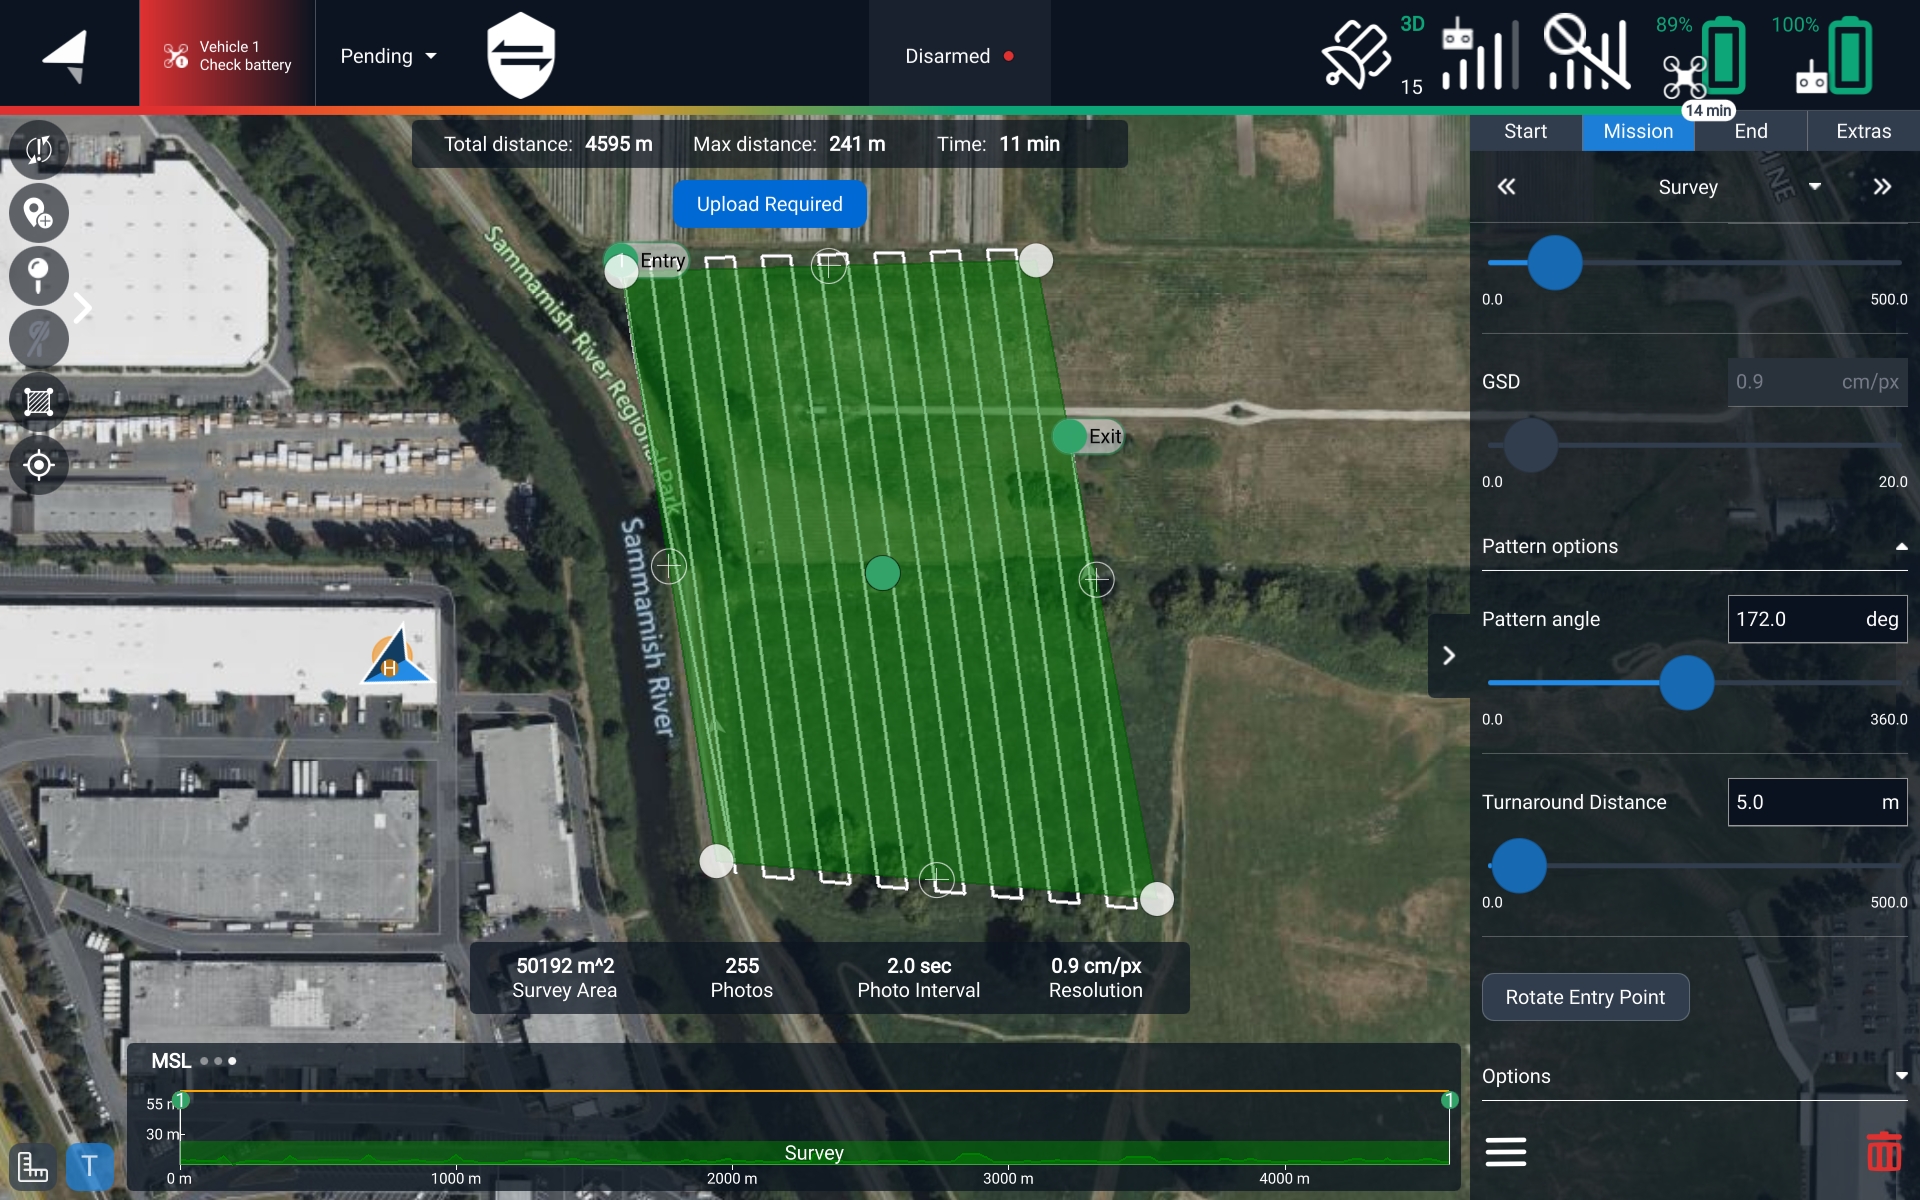 Vehicle 1
Check battery
Pending
Disarmed
3D
15
89%
14 min
100%
Total distance: 4595 m Max distance: 241 m Time: 11 min
Upload Required
Start Mission End Extras
Survey
0.0 500.0
GSD 0.9 cm/px
0.0 20.0
Pattern options
Pattern angle 172.0 deg
0.0 360.0
Turnaround Distance 5.0 m
0.0 500.0
Rotate Entry Point
Options
Entry
Exit
Sammamish River Regional Park
Sammamish River
H
50192 m^2 255 2.0 sec 0.9 cm/px
Survey Area Photos Photo Interval Resolution
MSL
55 m
1 1
30 m
Survey
0 m 1000 m 2000 m 3000 m 4000 m
T